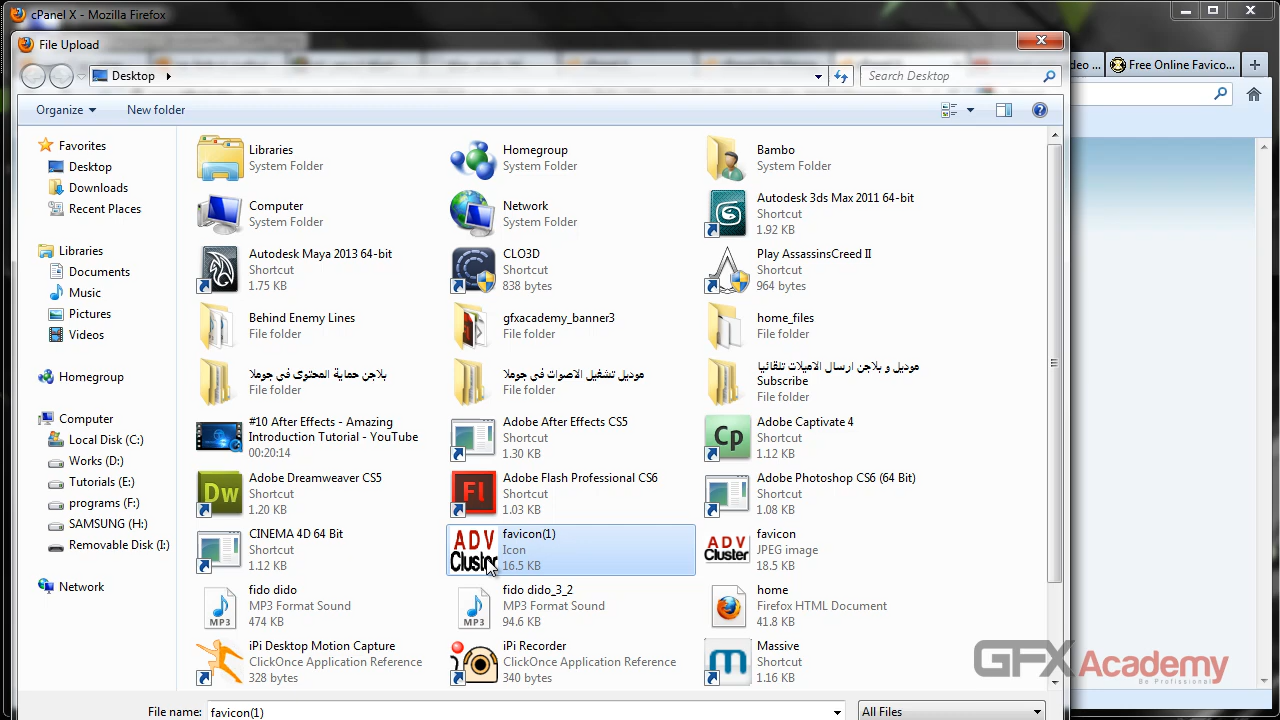 cPanel X - Mozilla Firefox
File Upload
Desktop
Search Desktop
deo ...
Free Online Favico...
Organize
New folder
Favorites
Desktop
Downloads
Recent Places
Libraries
Documents
Music
Pictures
Videos
Homegroup
Computer
Local Disk (C:)
Works (D:)
Tutorials (E:)
programs (F:)
SAMSUNG (H:)
Removable Disk (I:)
Network
Libraries
System Folder
Homegroup
System Folder
Bambo
System Folder
Computer
System Folder
Network
System Folder
Autodesk 3ds Max 2011 64-bit
Shortcut
1.92 KB
Autodesk Maya 2013 64-bit
Shortcut
1.75 KB
CLO3D
Shortcut
838 bytes
Play AssassinsCreed II
Shortcut
964 bytes
Behind Enemy Lines
File folder
gfxacademy_banner3
File folder
home_files
File folder
بلاجن حماية المحتوى في جوملا
File folder
موديل تشغيل الاصوات في جوملا
File folder
موديل و بلاجن ارسال الاميلات تلقائيا
Subscribe
File folder
#10 After Effects - Amazing
Introduction Tutorial - YouTube
00:20:14
Adobe After Effects CS5
Shortcut
1.30 KB
Cp
Adobe Captivate 4
Shortcut
1.12 KB
Dw
Adobe Dreamweaver CS5
Shortcut
1.20 KB
Fl
Adobe Flash Professional CS6
Shortcut
1.03 KB
Adobe Photoshop CS6 (64 Bit)
Shortcut
1.08 KB
CINEMA 4D 64 Bit
Shortcut
1.12 KB
ADV
Cluster
favicon(1)
Icon
16.5 KB
ADV
Cluster
favicon
JPEG image
18.5 KB
MP3
fido dido
MP3 Format Sound
474 KB
MP3
fido dido_3_2
MP3 Format Sound
94.6 KB
home
Firefox HTML Document
41.8 KB
iPi Desktop Motion Capture
ClickOnce Application Reference
328 bytes
iPi Recorder
ClickOnce Application Reference
340 bytes
m
Massive
Shortcut
1.16 KB
GFXAcademy
Be Professional
File name:
favicon(1)
All Files